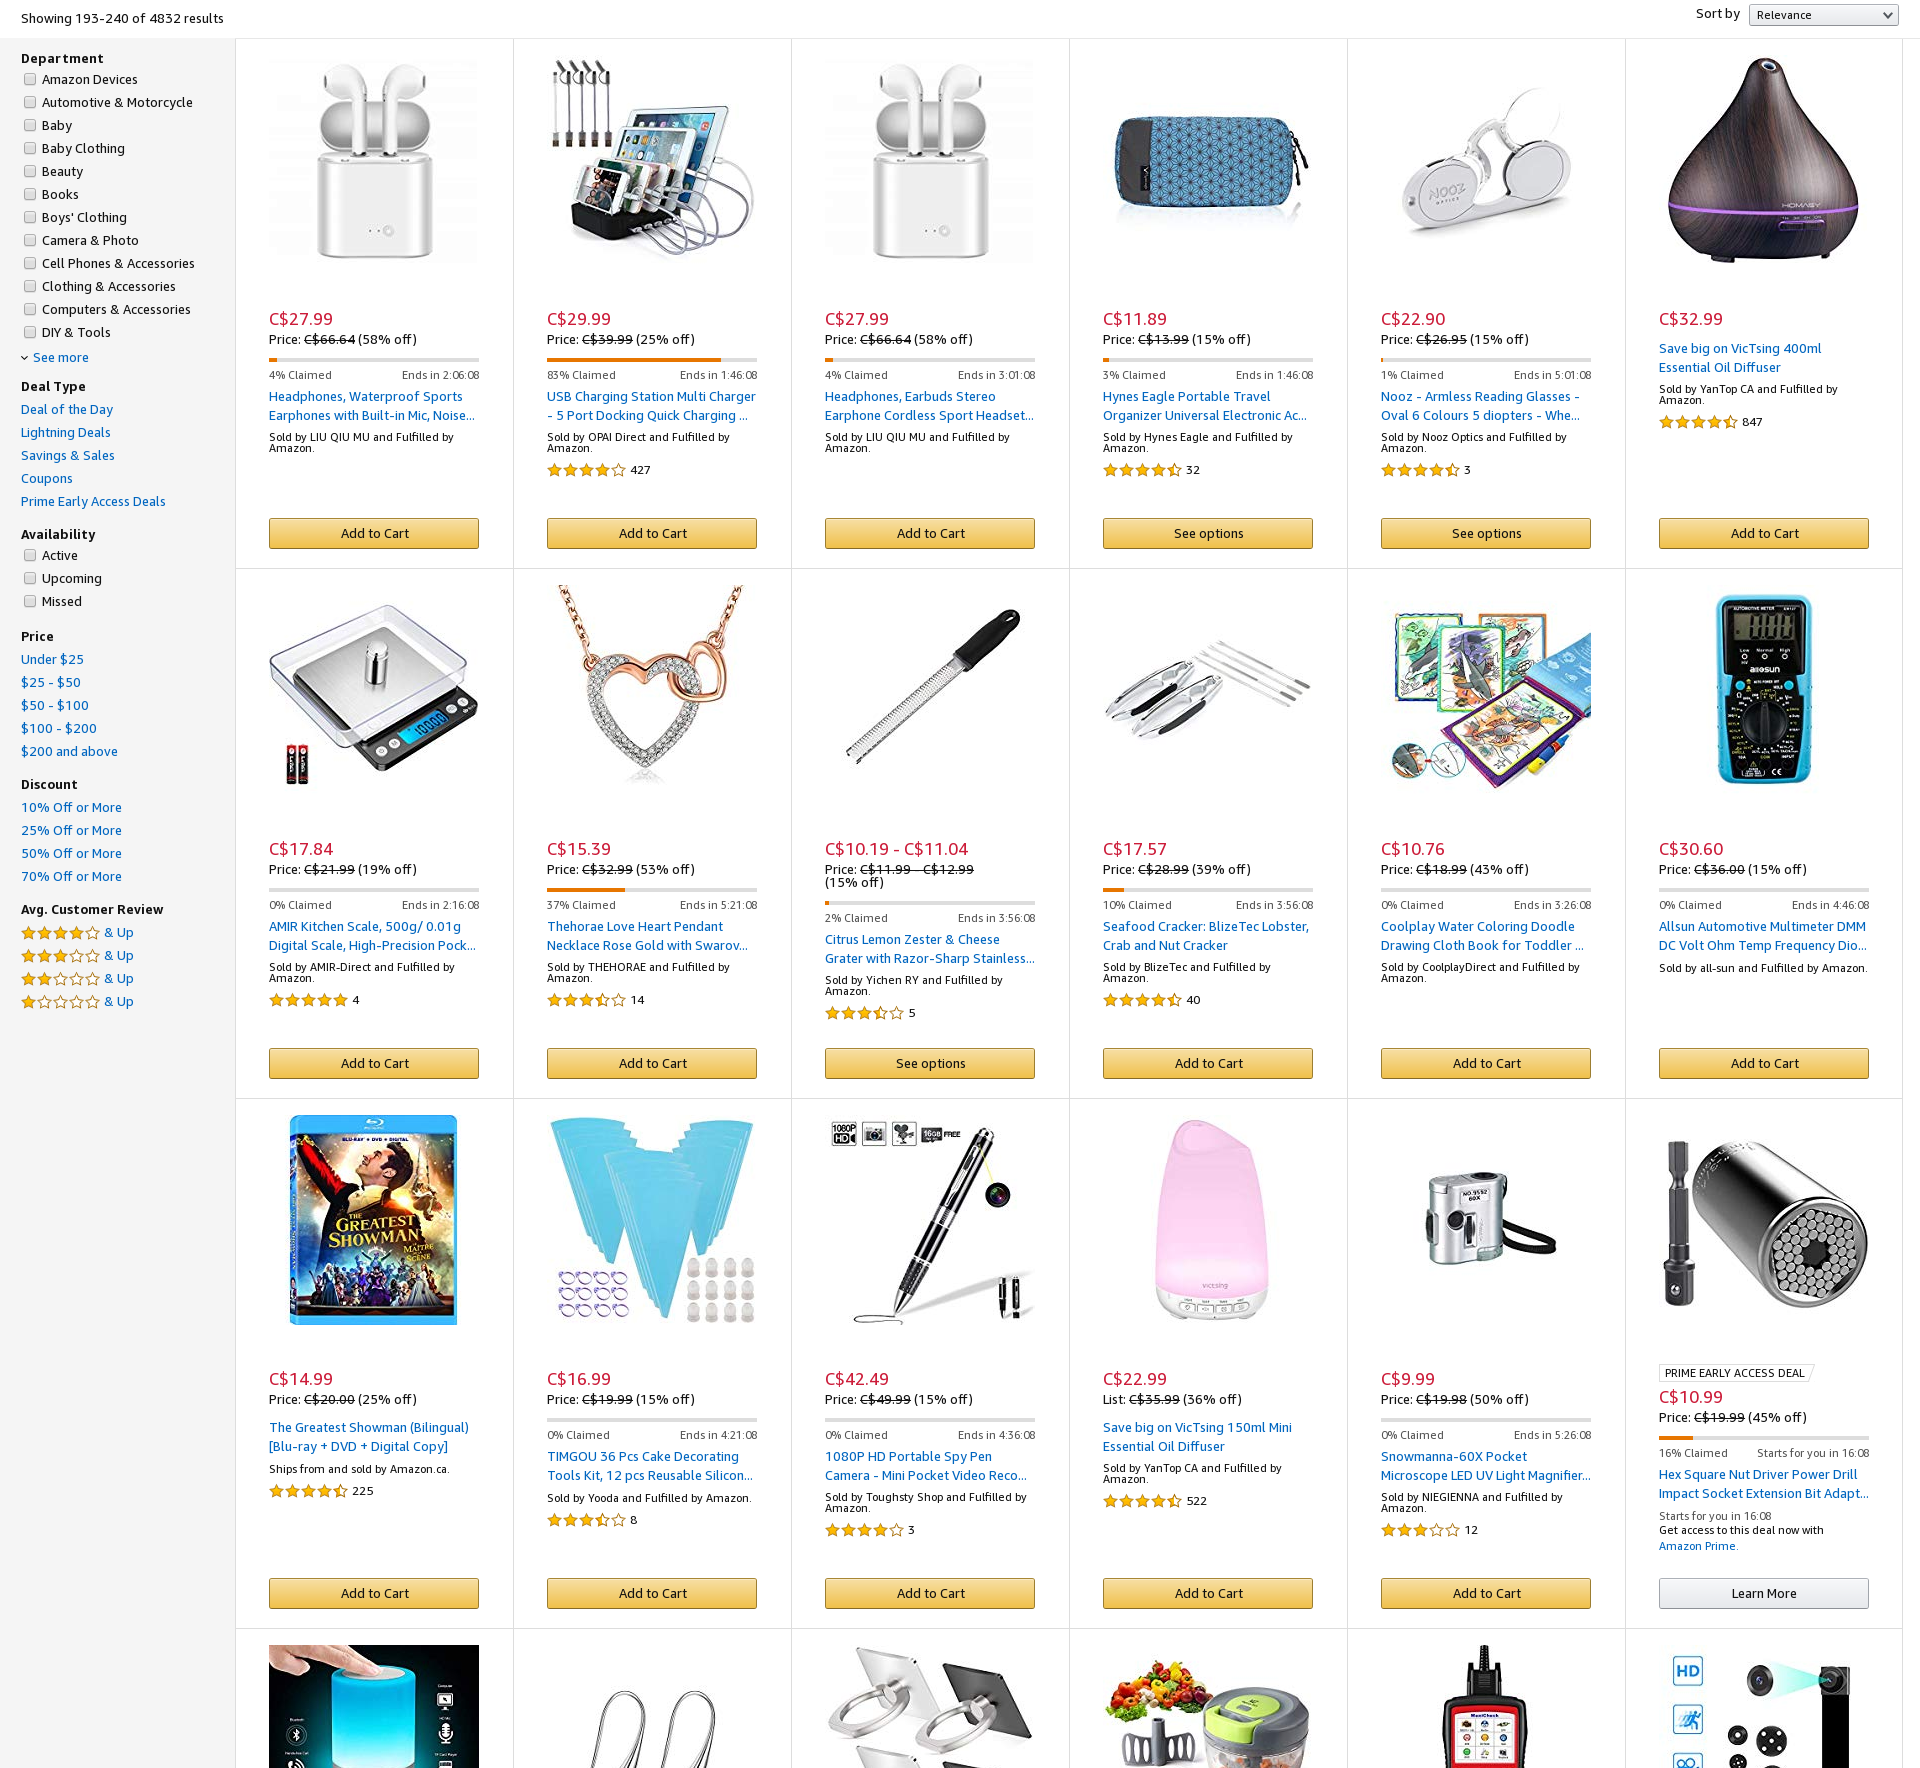 Showing 193-240 of 4832 results
Sort by
Relevance
Department
Amazon Devices
Automotive & Motorcycle
Baby
Baby Clothing
Beauty
Books
Boys' Clothing
Camera & Photo
Cell Phones & Accessories
Clothing & Accessories
Computers & Accessories
DIY & Tools
See more
Deal Type
Deal of the Day
Lightning Deals
Savings & Sales
Coupons
Prime Early Access Deals
Availability
Active
Upcoming
Missed
Price
Under $25
$25 - $50
$50 - $100
$100 - $200
$200 and above
Discount
10% Off or More
25% Off or More
50% Off or More
70% Off or More
Avg. Customer Review
& Up
& Up
& Up
& Up
C$27.99
Price: C$66.64 (58% off)
4% Claimed
Ends in 2:06:08
Headphones, Waterproof Sports
Earphones with Built-in Mic, Noise...
Sold by LIU QIU MU and Fulfilled by
Amazon.
Add to Cart
C$29.99
Price: C$39.99 (25% off)
83% Claimed
Ends in 1:46:08
USB Charging Station Multi Charger
- 5 Port Docking Quick Charging ...
Sold by OPAI Direct and Fulfilled by
Amazon.
427
Add to Cart
C$27.99
Price: C$66.64 (58% off)
4% Claimed
Ends in 3:01:08
Headphones, Earbuds Stereo
Earphone Cordless Sport Headset...
Sold by LIU QIU MU and Fulfilled by
Amazon.
Add to Cart
C$11.89
Price: C$13.99 (15% off)
3% Claimed
Ends in 1:46:08
Hynes Eagle Portable Travel
Organizer Universal Electronic Ac...
Sold by Hynes Eagle and Fulfilled by
Amazon.
32
See options
NOOZ
OPTICS
C$22.90
Price: C$26.95 (15% off)
1% Claimed
Ends in 5:01:08
Nooz - Armless Reading Glasses -
Oval 6 Colours 5 diopters - Whe...
Sold by Nooz Optics and Fulfilled by
Amazon.
3
See options
HOMASY
C$32.99
Save big on VicTsing 400ml
Essential Oil Diffuser
Sold by YanTop CA and Fulfilled by
Amazon.
847
Add to Cart
C$17.84
Price: C$21.99 (19% off)
0% Claimed
Ends in 2:16:08
AMIR Kitchen Scale, 500g/ 0.01g
Digital Scale, High-Precision Pock...
Sold by AMIR-Direct and Fulfilled by
Amazon.
4
Add to Cart
C$15.39
Price: C$32.99 (53% off)
37% Claimed
Ends in 5:21:08
Thehorae Love Heart Pendant
Necklace Rose Gold with Swarov...
Sold by THEHORAE and Fulfilled by
Amazon.
14
Add to Cart
C$10.19 - C$11.04
Price: C$11.99 - C$12.99
(15% off)
2% Claimed
Ends in 3:56:08
Citrus Lemon Zester & Cheese
Grater with Razor-Sharp Stainless...
Sold by Yichen RY and Fulfilled by
Amazon.
5
See options
C$17.57
Price: C$28.99 (39% off)
10% Claimed
Ends in 3:56:08
Seafood Cracker: BlizeTec Lobster,
Crab and Nut Cracker
Sold by BlizeTec and Fulfilled by
Amazon.
40
Add to Cart
C$10.76
Price: C$18.99 (43% off)
0% Claimed
Ends in 3:26:08
Coolplay Water Coloring Doodle
Drawing Cloth Book for Toddler ...
Sold by CoolplayDirect and Fulfilled by
Amazon.
Add to Cart
AUTOMOTIVE METER
Low Normal High
allosun
C$30.60
Price: C$36.00 (15% off)
0% Claimed
Ends in 4:46:08
Allsun Automotive Multimeter DMM
DC Volt Ohm Temp Frequency Dio...
Sold by all-sun and Fulfilled by Amazon.
Add to Cart
BLU-RAY + DVD + DIGITAL
THE
GREATEST
SHOWMAN
MAÎTRE
DE LA
SCÈNE
C$14.99
Price: C$20.00 (25% off)
The Greatest Showman (Bilingual)
[Blu-ray + DVD + Digital Copy]
Ships from and sold by Amazon.ca.
225
Add to Cart
C$16.99
Price: C$19.99 (15% off)
0% Claimed
Ends in 4:21:08
TIMGOU 36 Pcs Cake Decorating
Tools Kit, 12 pcs Reusable Silicon...
Sold by Yooda and Fulfilled by Amazon.
8
Add to Cart
1080P
HD
16GB
FREE
C$42.49
Price: C$49.99 (15% off)
0% Claimed
Ends in 4:36:08
1080P HD Portable Spy Pen
Camera - Mini Pocket Video Reco...
Sold by Toughsty Shop and Fulfilled by
Amazon.
3
Add to Cart
VicTsing
C$22.99
List: C$35.99 (36% off)
Save big on VicTsing 150ml Mini
Essential Oil Diffuser
Sold by YanTop CA and Fulfilled by
Amazon.
522
Add to Cart
NO.9592
60X
C$9.99
Price: C$19.98 (50% off)
0% Claimed
Ends in 5:26:08
Snowmanna-60X Pocket
Microscope LED UV Light Magnifier...
Sold by NIEGIENNA and Fulfilled by
Amazon.
12
Add to Cart
PRIME EARLY ACCESS DEAL
C$10.99
Price: C$19.99 (45% off)
16% Claimed
Starts for you in 16:08
Hex Square Nut Driver Power Drill
Impact Socket Extension Bit Adapt...
Starts for you in 16:08
Get access to this deal now with
Amazon Prime.
Learn More
Bluetooth
Computer
HD